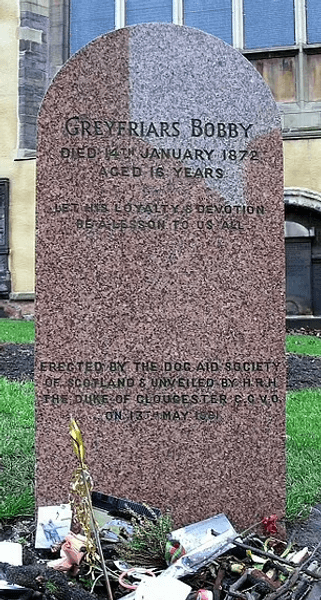 GREYFRIARS BOBBY
DIED 14TH JANUARY 1872
AGED 16 YEARS
LET HIS LOYALTY & DEVOTION
BE A LESSON TO US ALL
ERECTED BY THE DOG AID SOCIETY
OF SCOTLAND & UNVEILED BY H.R.H.
THE DUKE OF GLOUCESTER G.C.V.O.
ON 13TH MAY 1981